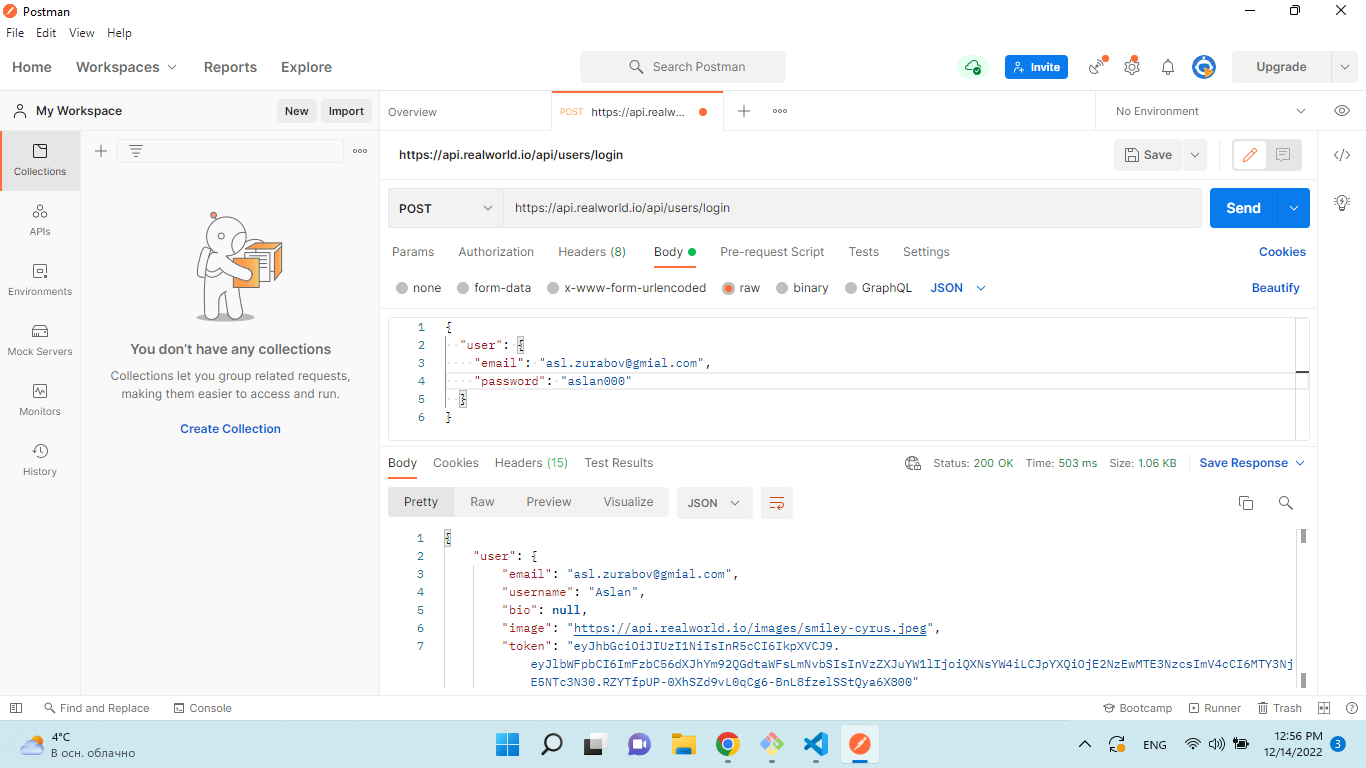 Postman
File Edit View Help
Home Workspaces Reports Explore
Search Postman
Invite
Upgrade
My Workspace
New Import
Overview
POST https://api.realw...
No Environment
Collections
APIs
Environments
Mock Servers
Monitors
History
You don't have any collections
Collections let you group related requests,
making them easier to access and run.
Create Collection
https://api.realworld.io/api/users/login
Save
POST https://api.realworld.io/api/users/login
Send
Params Authorization Headers (8) Body Pre-request Script Tests Settings Cookies
none form-data x-www-form-urlencoded raw binary GraphQL JSON Beautify
1 {
2 "user": {
3 "email": "asl.zurabov@gmial.com",
4 "password": "aslan000"
5 }
6 }
Body Cookies Headers (15) Test Results Status: 200 OK Time: 503 ms Size: 1.06 KB Save Response
Pretty Raw Preview Visualize JSON
1 {
2 "user": {
3 "email": "asl.zurabov@gmial.com",
4 "username": "Aslan",
5 "bio": null,
6 "image": "https://api.realworld.io/images/smiley-cyrus.jpeg",
7 "token": "eyJhbGciOiJIUzI1NiIsInR5cCI6IkpXVCJ9.
eyJlbWFpbCI6ImFzbC56dXJhYm92QGdtaWFsLmNvbSIsInVzZXJuYW1lIjoiQXNsYW4iLCJpYXQiOjE2NzEwMTE3NzcsImV4cCI6MTY3Nj
E5NTc3N30.RZYTfpUP-0XhSZd9vL0qCg6-BnL8fzelSStQya6X800"
Find and Replace Console
Bootcamp Runner Trash
4°C
В осн. облачно
ENG
12:56 PM
12/14/2022
3